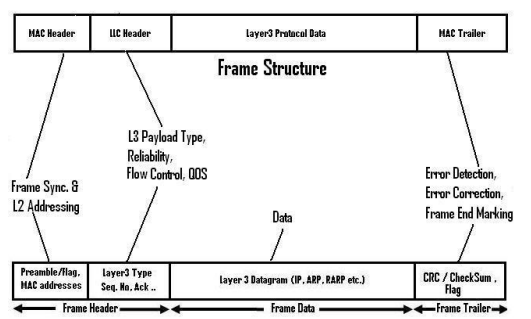 MAC Header LLC Header Layer3 Protocol Data MAC Trailer
Frame Structure
L3 Payload Type,
Reliability,
Flow Control, QOS
Frame Sync. &
L2 Addressing
Error Detection,
Error Correction,
Frame End Marking
Data
Preamble/Flag,
MAC addresses
Layer3 Type
Seq. No, Ack ..
Layer 3 Datagram (IP, ARP, RARP etc.)
CRC / CheckSum ,
Flag
Frame Header Frame Data Frame Trailer